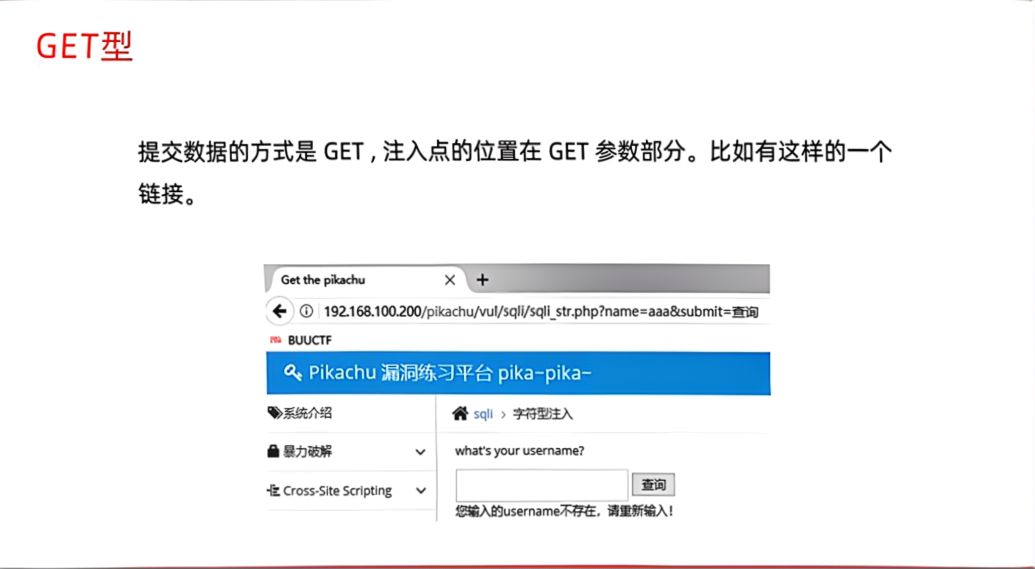 GET型
提交数据的方式是 GET , 注入点的位置在 GET 参数部分。比如有这样的一个
链接。
Get the pikachu
192.168.100.200/pikachu/vul/sqli/sqli_str.php?name=aaa&submit=查询
BUUCTF
Pikachu 漏洞练习平台 pika~pika~
系统介绍
sqli > 字符型注入
暴力破解
what's your username?
Cross-Site Scripting
查询
您输入的username不存在，请重新输入!